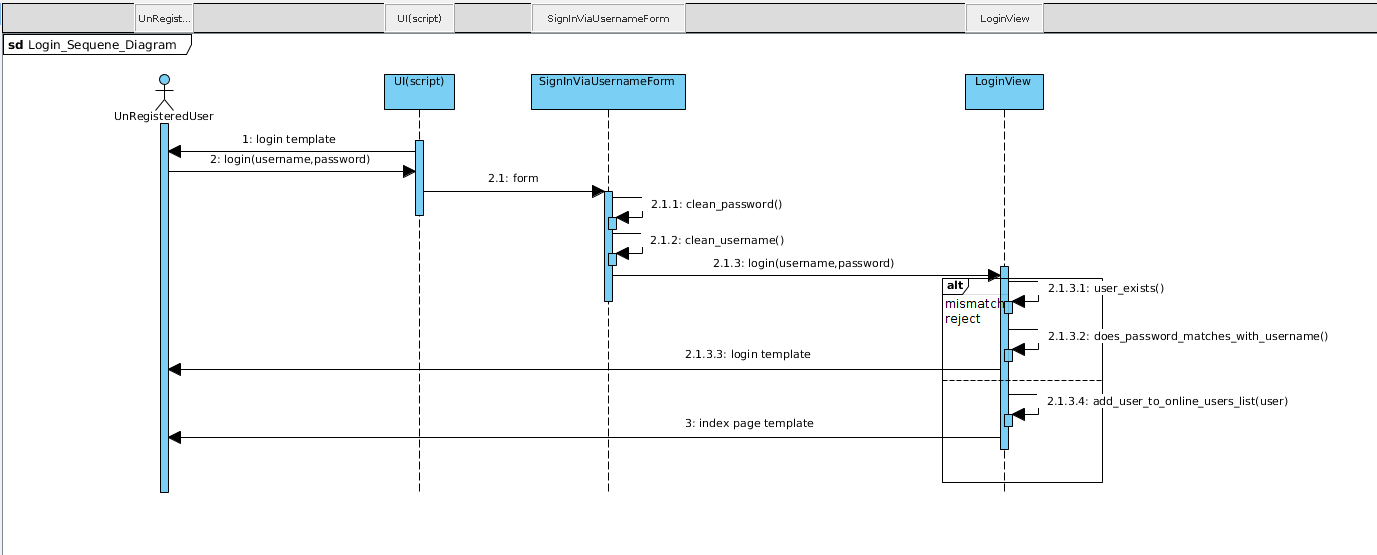 UnRegist... UI(script) SignInViaUsernameForm LoginView
sd Login_Sequene_Diagram
UI(script) SignInViaUsernameForm LoginView
UnRegisteredUser
1: login template
2: login(username,password)
2.1: form
2.1.1: clean_password()
2.1.2: clean_username()
2.1.3: login(username,password)
alt
2.1.3.1: user_exists()
mismatch
reject
2.1.3.2: does_password_matches_with_username()
2.1.3.3: login template
2.1.3.4: add_user_to_online_users_list(user)
3: index page template